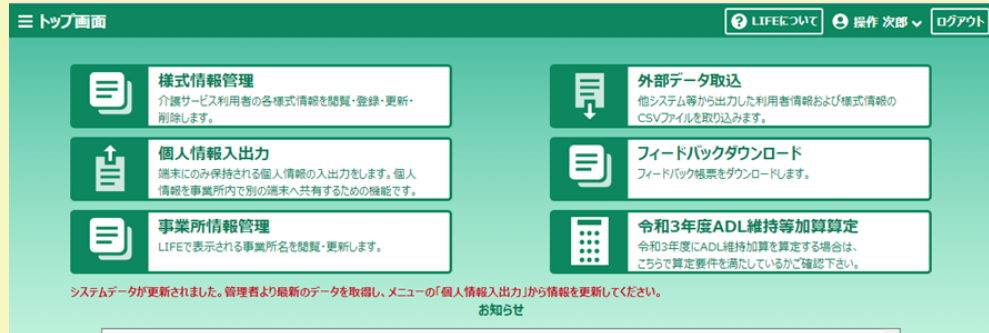 トップ画面
LIFEについて
操作 次郎
ログアウト
様式情報管理
介護サービス利用者の各様式情報を閲覧・登録・更新・
削除します。
外部データ取込
他システム等から出力した利用者情報および様式情報の
CSVファイルを取り込みます。
個人情報入出力
端末にのみ保持される個人情報の入出力をします。個人
情報を事業所内で別の端末へ共有するための機能です。
フィードバックダウンロード
フィードバック帳票をダウンロードします。
事業所情報管理
LIFEで表示される事業所名を閲覧・更新します。
令和3年度ADL維持等加算算定
令和3年度にADL維持加算を算定する場合は、
こちらで算定要件を満たしているかご確認下さい。
システムデータが更新されました。管理者より最新のデータを取得し、メニューの「個人情報入出力」から情報を更新してください。
お知らせ